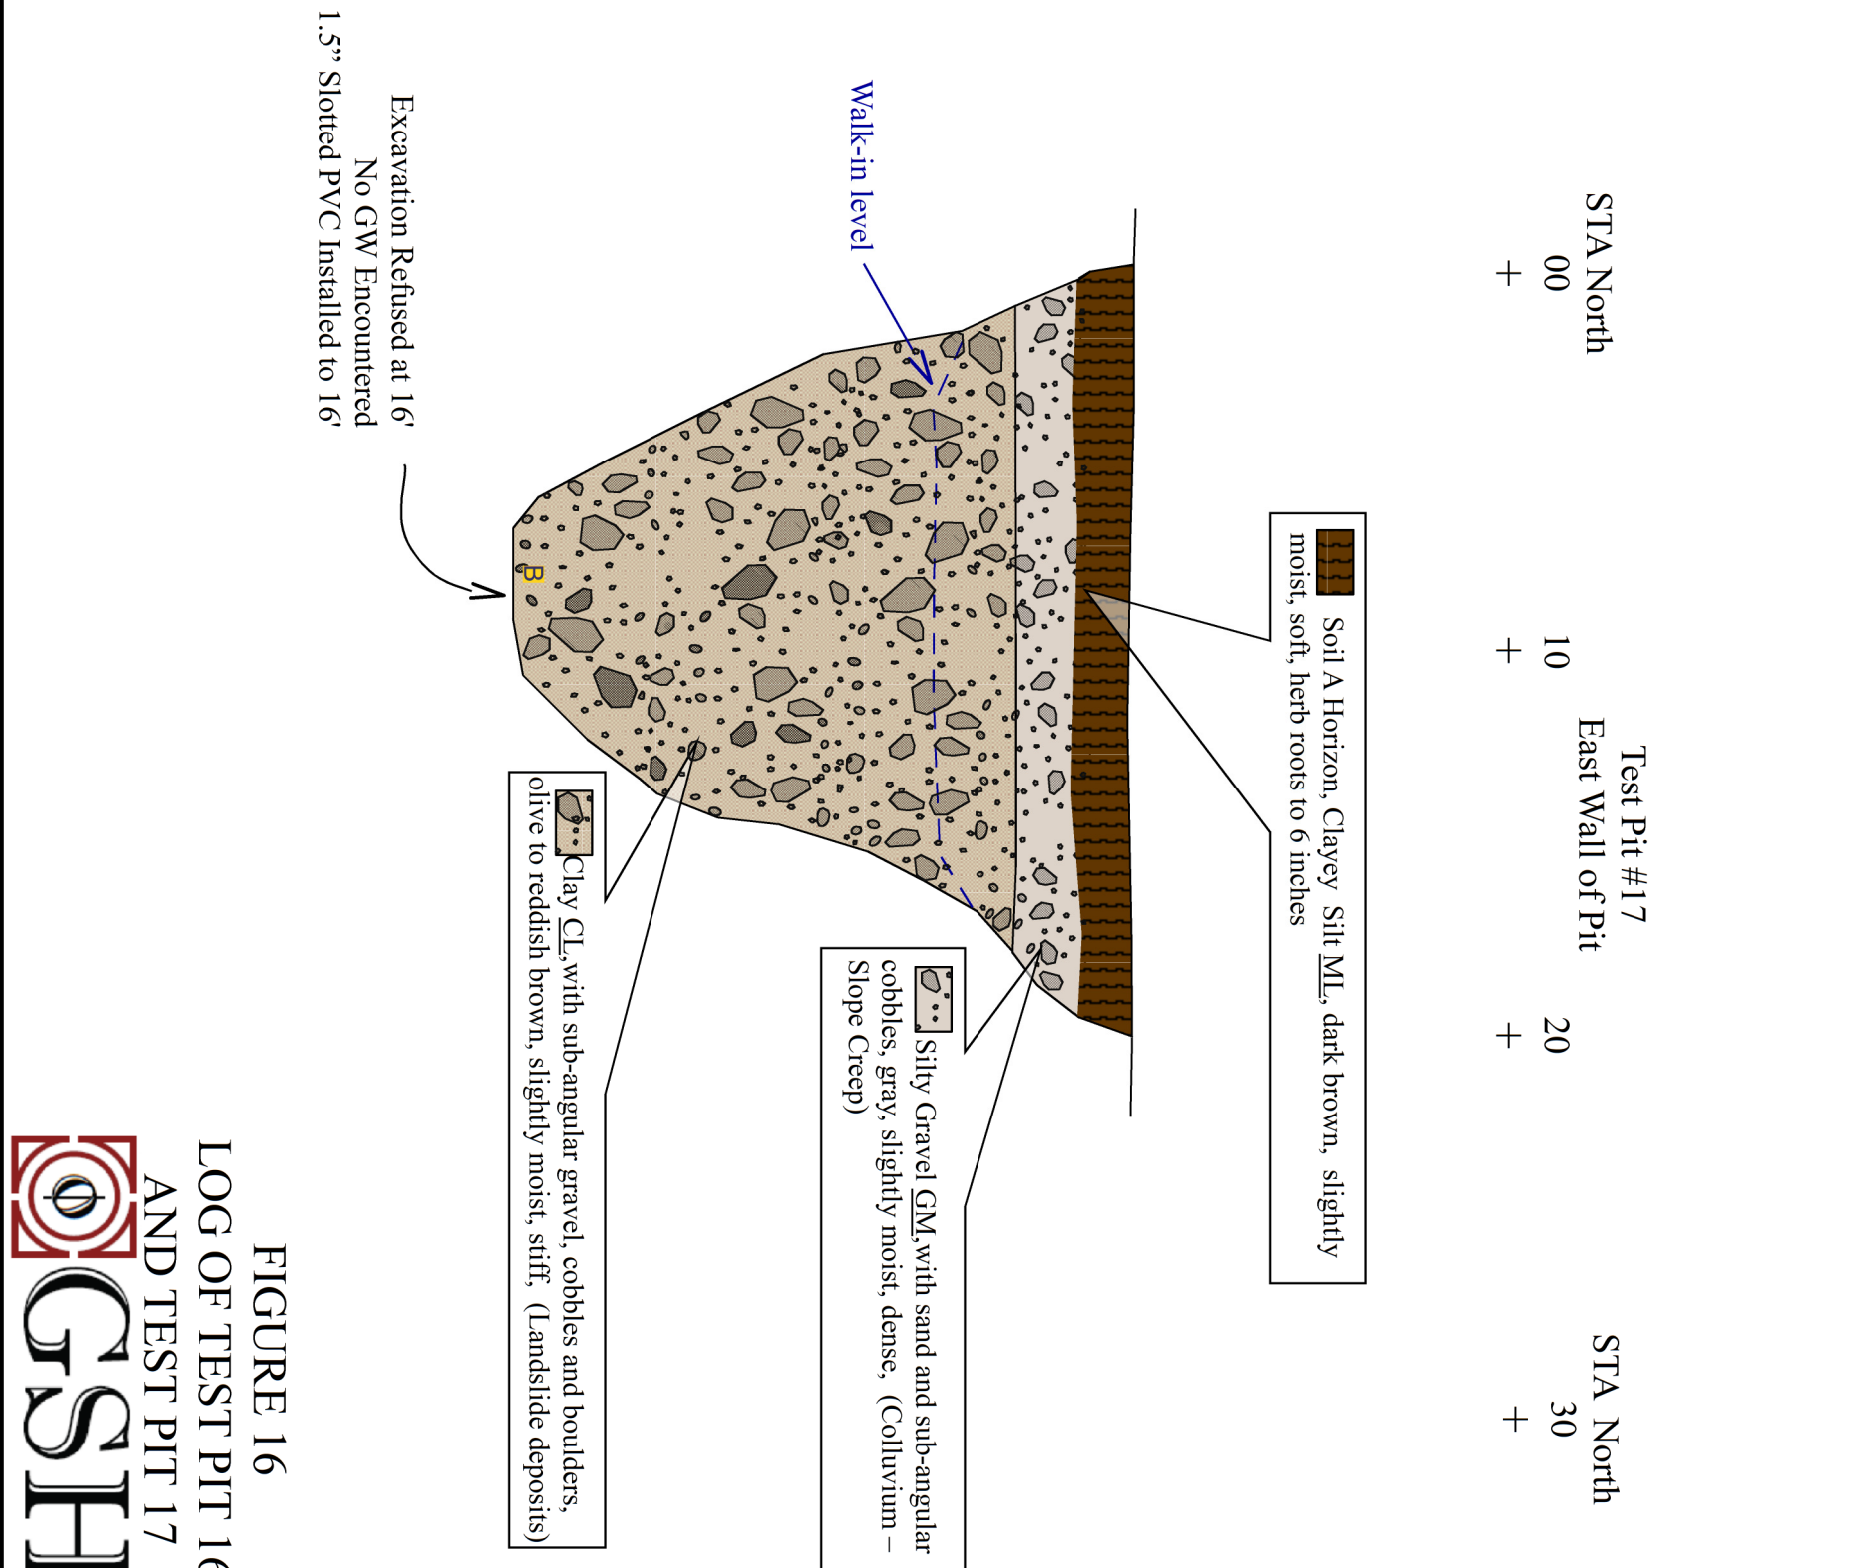 Test Pit #17
East Wall of Pit
STA North
00
+
10
+
20
+
STA North
30
+
Soil A Horizon, Clayey Silt ML, dark brown, slightly
moist, soft, herb roots to 6 inches
Walk-in level
Silty Gravel GM,with sand and sub-angular
cobbles, gray, slightly moist, dense, (Colluvium –
Slope Creep)
Clay CL,with sub-angular gravel, cobbles and boulders,
olive to reddish brown, slightly moist, stiff, (Landslide deposits)
B
Excavation Refused at 16'
No GW Encountered
1.5” Slotted PVC Installed to 16'
FIGURE 16
LOG OF TEST PIT 16
AND TEST PIT 17
GSH